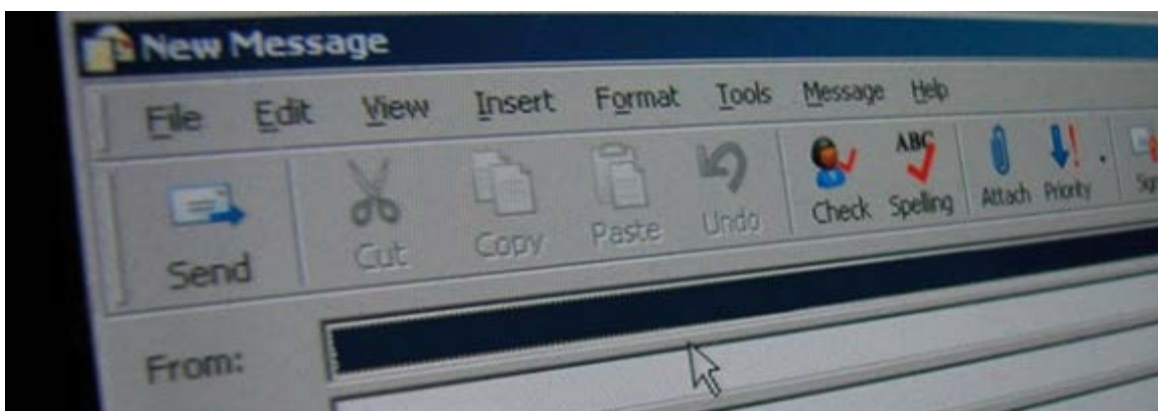 New Message
File Edit View Insert Format Tools Message Help
ABC
Send Cut Copy Paste Undo Check Spelling Attach Priority
From: